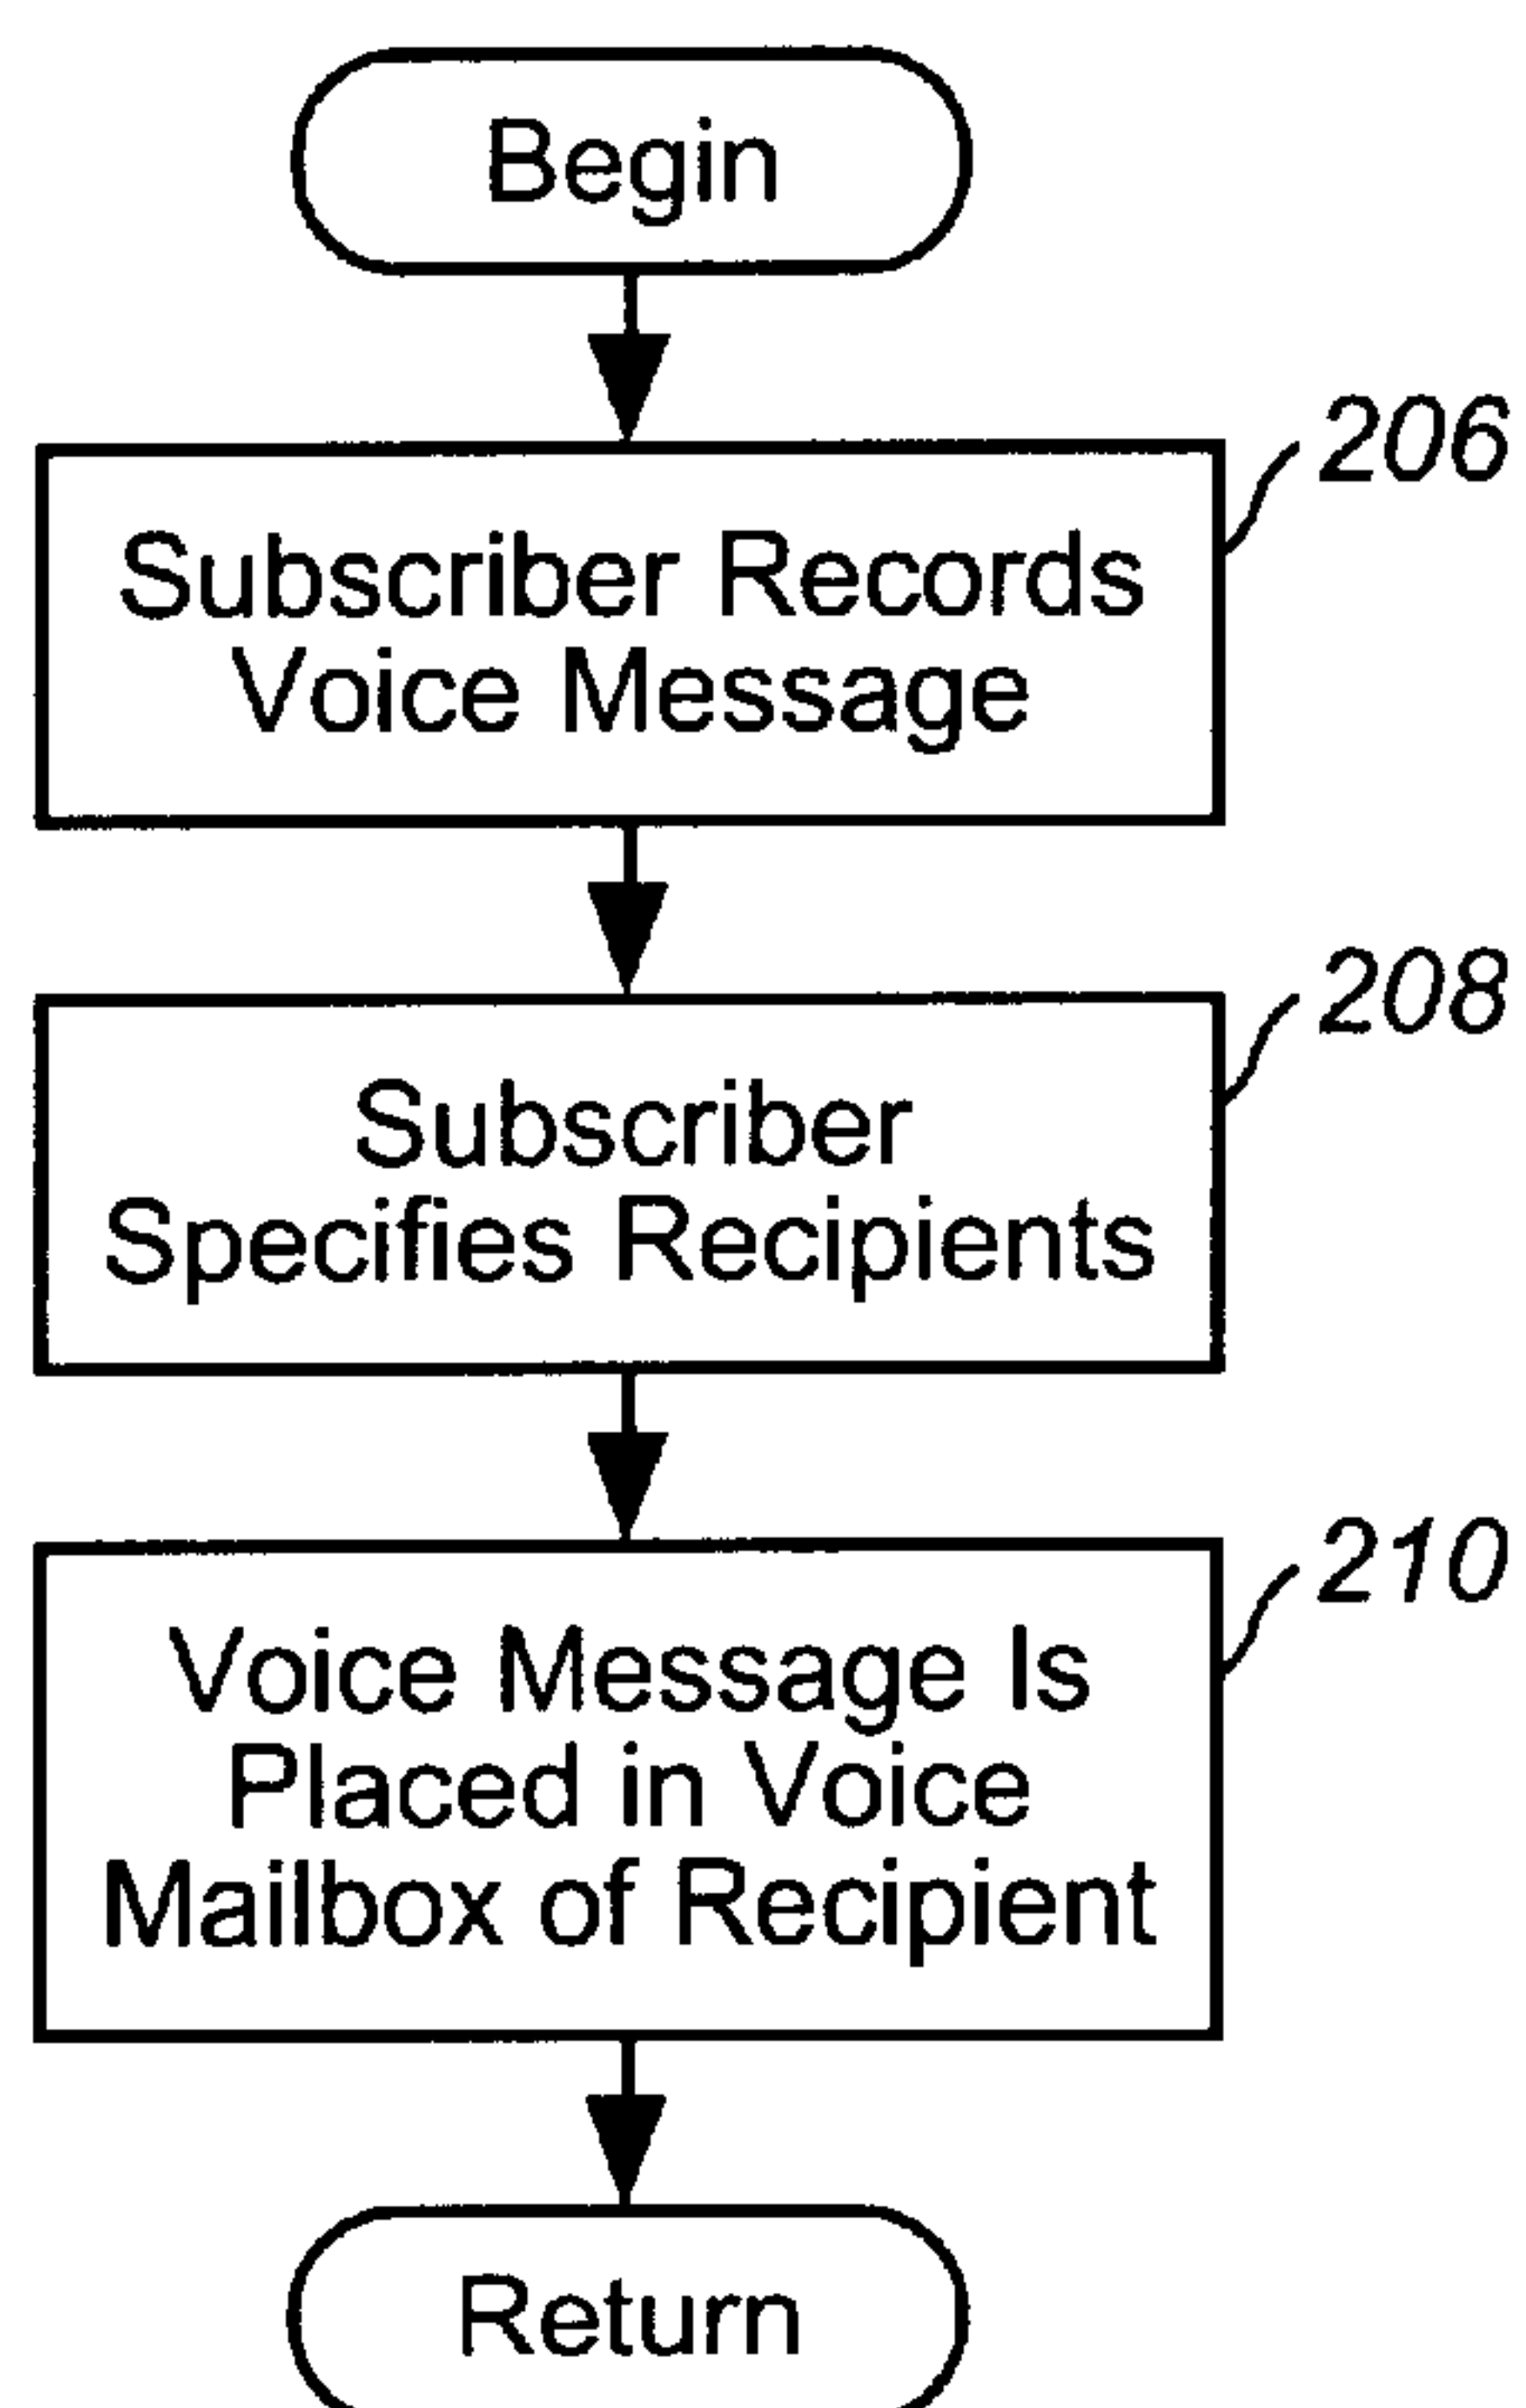 Begin
206
Subscriber Records
Voice Message
208
Subscriber
Specifies Recipients
210
Voice Message Is
Placed in Voice
Mailbox of Recipient
Return